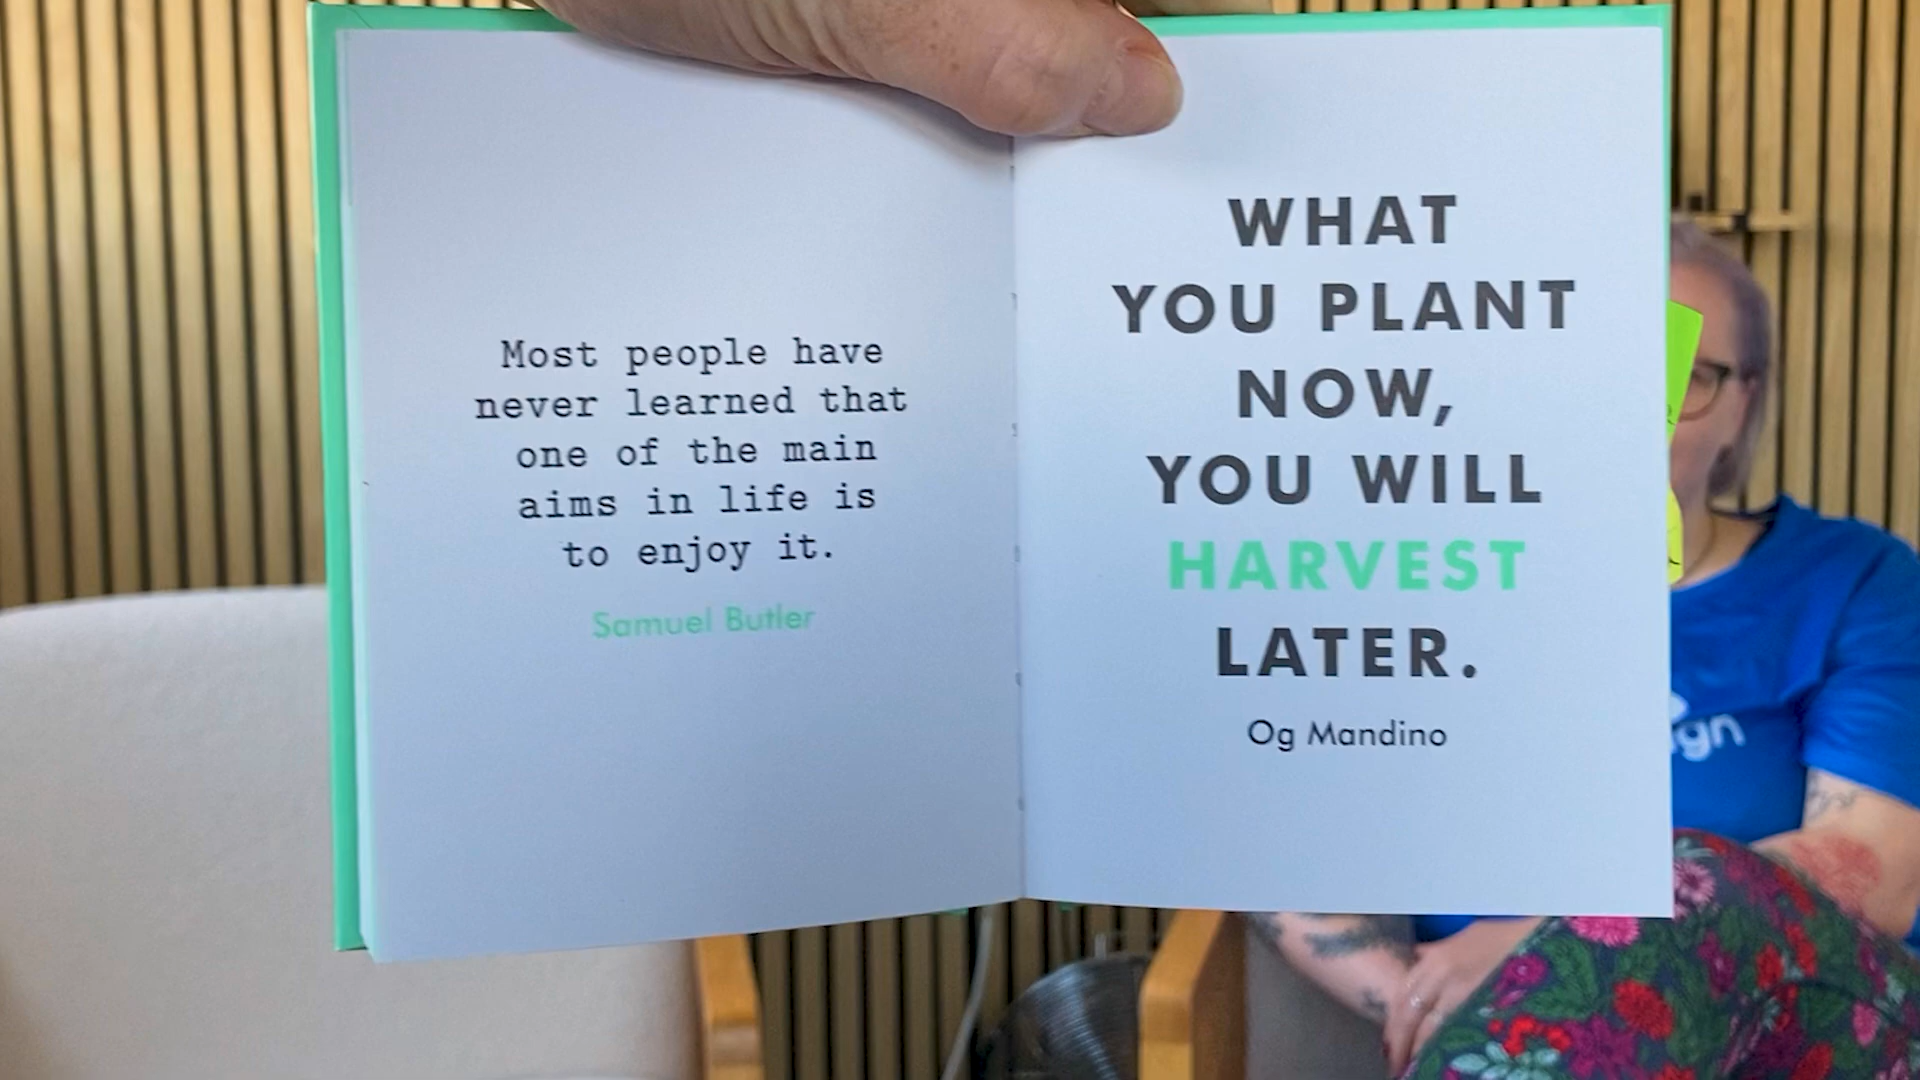 Most people have
never learned that
one of the main
aims in life is
to enjoy it.
Samuel Butler
WHAT
YOU PLANT
NOW,
YOU WILL
HARVEST
LATER.
Og Mandino